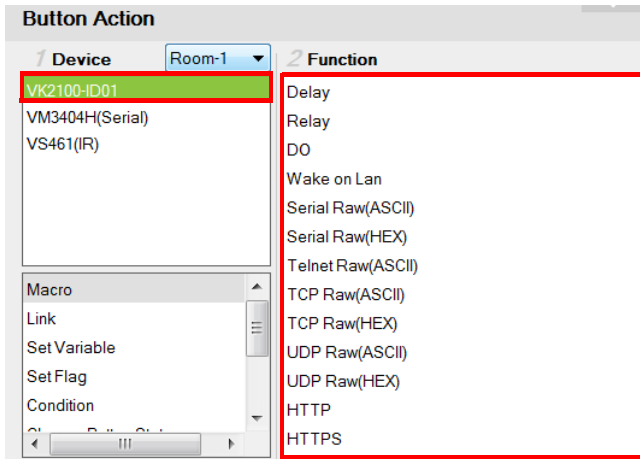 Button Action
1 Device
Room-1
2 Function
VK2100-ID01
VM3404H(Serial)
VS461(IR)
Macro
Link
Set Variable
Set Flag
Condition
Delay
Relay
DO
Wake on Lan
Serial Raw(ASCII)
Serial Raw(HEX)
Telnet Raw(ASCII)
TCP Raw(ASCII)
TCP Raw(HEX)
UDP Raw(ASCII)
UDP Raw(HEX)
HTTP
HTTPS